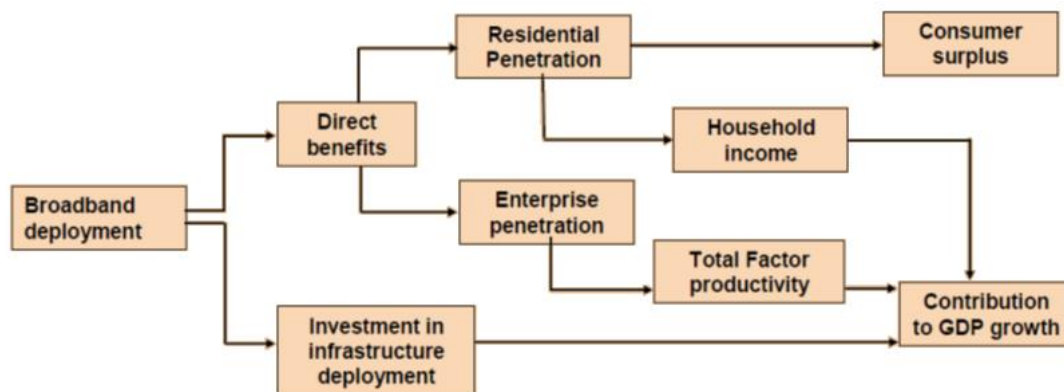 Residential
Penetration
Consumer
surplus
Direct
benefits
Household
income
Broadband
deployment
Enterprise
penetration
Total Factor
productivity
Contribution
to GDP growth
Investment in
infrastructure
deployment